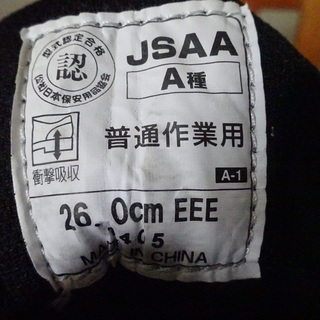 型式認定合格
認
公益社団法人日本保安用品協会
JSAA
A種
衝撃吸収
普通作業用
A-1
26.0cm EEE
MADE IN CHINA